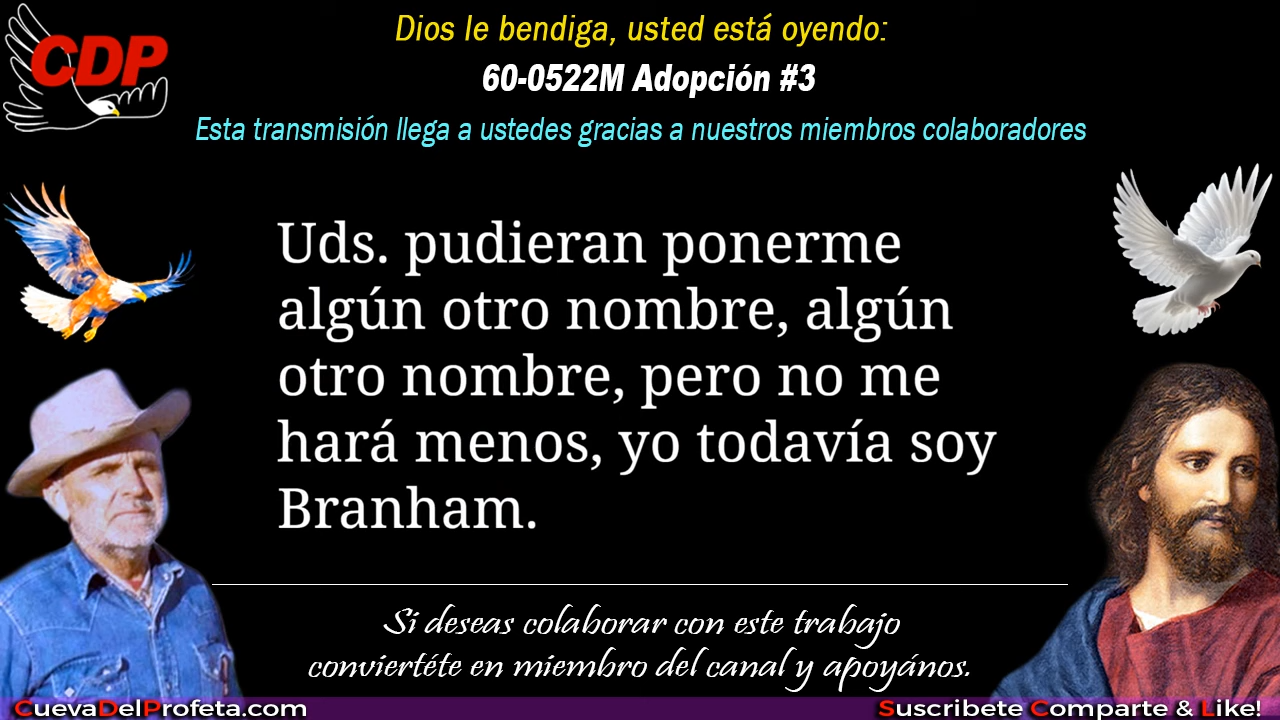 CDP
Dios le bendiga, usted está oyendo:
60-0522M Adopción #3
Esta transmisión llega a ustedes gracias a nuestros miembros colaboradores
Uds. pudieran ponerme
algún otro nombre, algún
otro nombre, pero no me
hará menos, yo todavía soy
Branham.
Si deseas colaborar con este trabajo
conviertéte en miembro del canal y apoyános.
CuevaDelProfeta.com
Suscribete Comparte & Like!